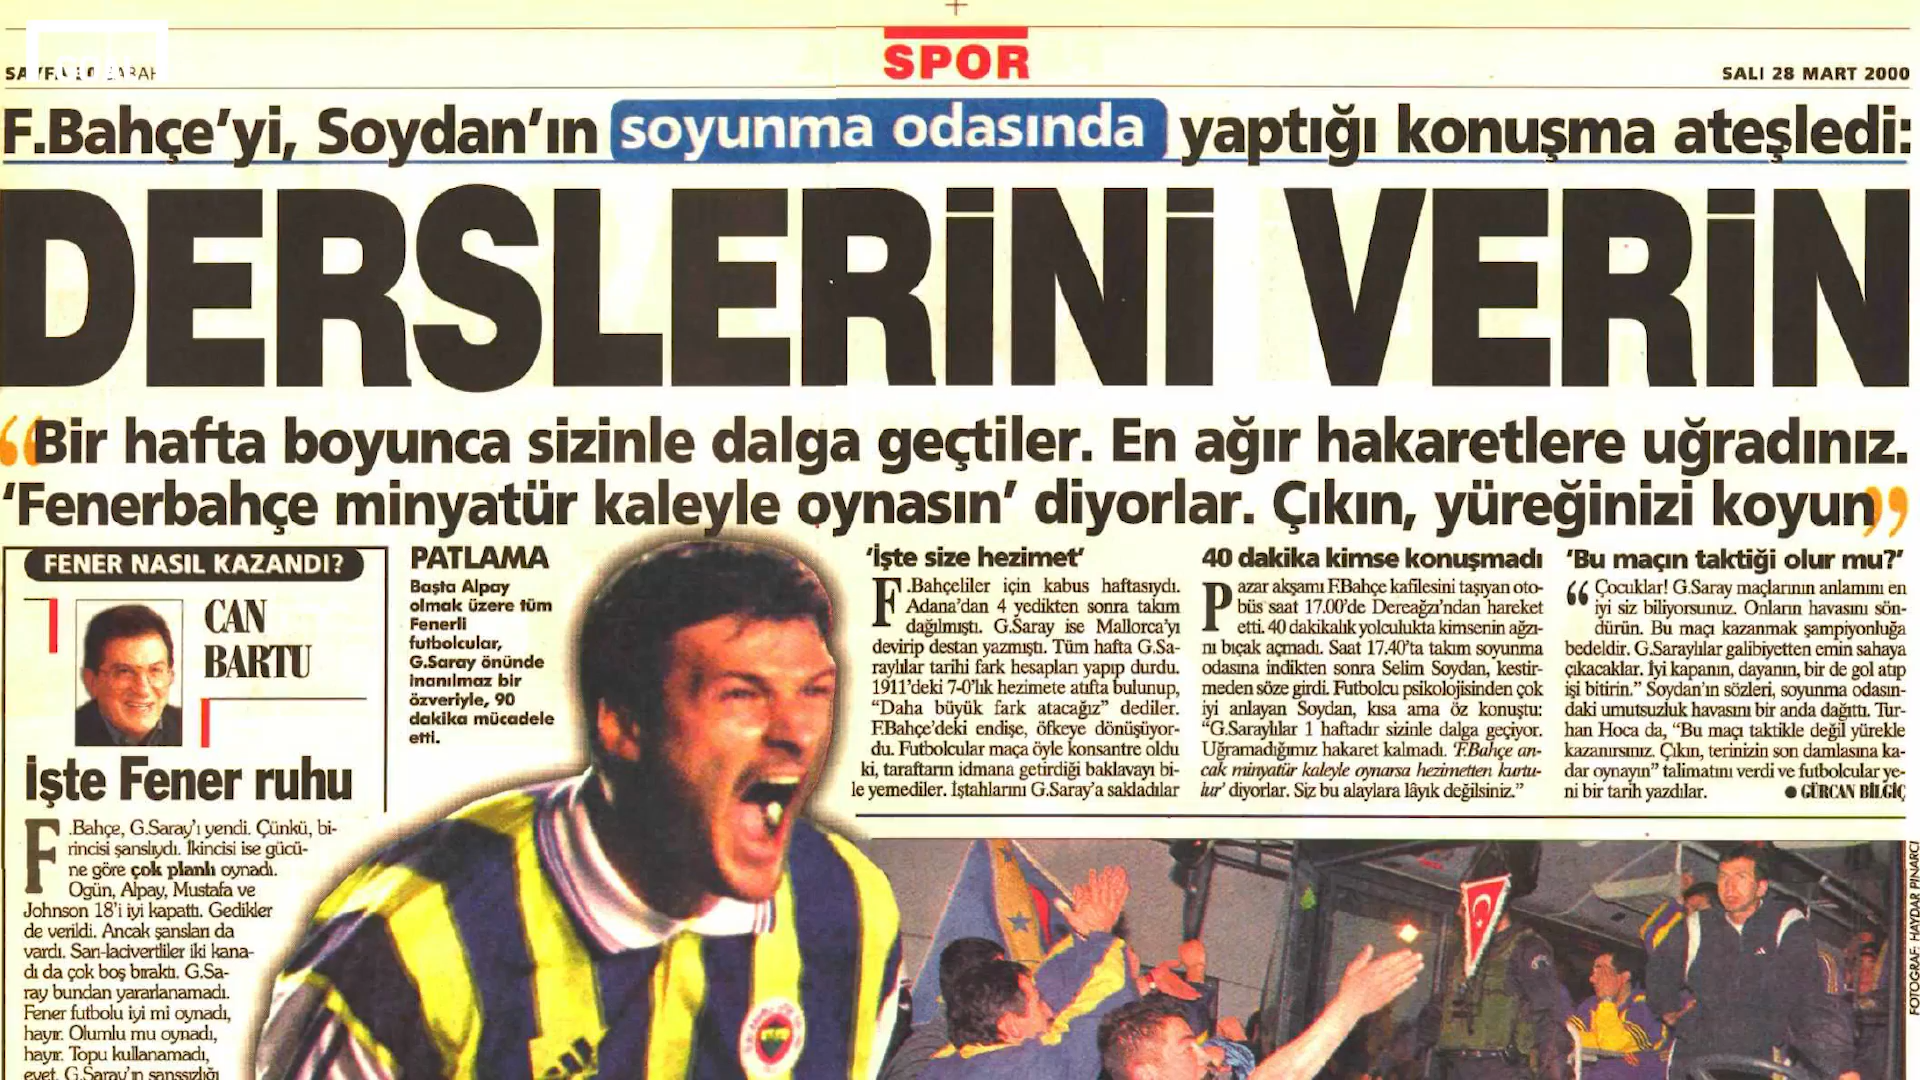 SPOR
SALI 28 MART 2000
F.Bahçe'yi, Soydan'ın soyunma odasında yaptığı konuşma ateşledi:
DERSLERİNİ VERİN
“Bir hafta boyunca sizinle dalga geçtiler. En ağır hakaretlere uğradınız.
‘Fenerbahçe minyatür kaleyle oynasın’ diyorlar. Çıkın, yüreğinizi koyun”
FENER NASIL KAZANDI?
CAN
BARTU
İşte Fener ruhu
F.Bahçe, G.Saray'ı yendi. Çünkü, bi-
rincisi şanslıydı. İkincisi ise gücü-
ne göre çok planlı oynadı.
Ogün, Alpay, Mustafa ve
Johnson 18'i iyi kapattı. Gedikler
de verildi. Ancak şansları da
vardı. Sarı-lacivertliler iki kana-
dı da çok boş bıraktı. G.Sa-
ray bundan yararlanamadı.
Fener futbolu iyi mi oynadı,
hayır. Olumlu mu oynadı,
hayır. Topu kullanamadı,
evet. G.Saray'ın şanssızlığı
PATLAMA
Başta Alpay
olmak üzere tüm
Fenerli
futbolcular,
G.Saray önünde
inanılmaz bir
özveriyle, 90
dakika mücadele
etti.
‘İşte size hezimet’
F.Bahçeliler için kabus haftasıydı.
Adana'dan 4 yedikten sonra takım
dağılmıştı. G.Saray ise Mallorca'yı
devirip destan yazmıştı. Tüm hafta G.Sa-
raylılar tarihi fark hesapları yapıp durdu.
1911'deki 7-0'lık hezimete atıfta bulunup,
“Daha büyük fark atacağız” dediler.
F.Bahçe'deki endişe, öfkeye dönüşüyor-
du. Futbolcular maça öyle konsantre oldu
ki, taraftarın idmana getirdiği baklavayı bi-
le yemediler. İştahlarını G.Saray'a sakladılar
40 dakika kimse konuşmadı
Pazar akşamı F.Bahçe kafilesini taşıyan oto-
büs saat 17.00'de Dereağzı'ndan hareket
etti. 40 dakikalık yolculukta kimsenin ağzı-
nı bıçak açmadı. Saat 17.40'ta takım soyunma
odasına indikten sonra Selim Soydan, kestir-
meden söze girdi. Futbolcu psikolojisinden çok
iyi anlayan Soydan, kısa ama öz konuştu:
“G.Saraylılar 1 haftadır sizinle dalga geçiyor.
Uğramadığımız hakaret kalmadı. ‘F.Bahçe an-
cak minyatür kaleyle oynarsa hezimetten kurtu-
lur’ diyorlar. Siz bu alaylara lâyık değilsiniz.”
‘Bu maçın taktiği olur mu?’
“Çocuklar! G.Saray maçlarının anlamını en
iyi siz biliyorsunuz. Onların havasını sön-
dürün. Bu maçı kazanmak şampiyonluğa
bedeldir. G.Saraylılar galibiyetten emin sahaya
çıkacaklar. İyi kapanın, dayanın, bir de gol atıp
işi bitirin.” Soydan'ın sözleri, soyunma odasın-
daki umutsuzluk havasını bir anda dağıttı. Tur-
han Hoca da, “Bu maçı taktikle değil yürekle
kazanırsınız. Çıkın, terinizin son damlasına ka-
dar oynayın” talimatını verdi ve futbolcular ye-
ni bir tarih yazdılar. ● GÜRCAN BİLGİÇ
FOTOĞRAF: HAYDAR PINARCI